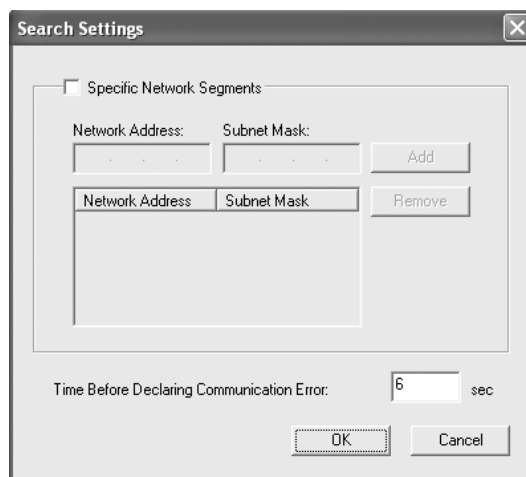 Search Settings
Specific Network Segments
Network Address: Subnet Mask:
. . . . . . Add
Network Address Subnet Mask Remove
Time Before Declaring Communication Error: 6 sec
OK Cancel